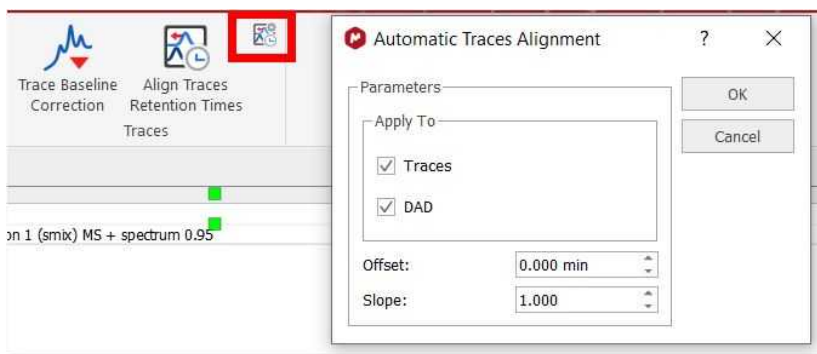 Trace Baseline
Correction
Align Traces
Retention Times
Traces
on 1 (smix) MS + spectrum 0.95
Automatic Traces Alignment
?
Parameters
Apply To
Traces
DAD
Offset:
0.000 min
Slope:
1.000
OK
Cancel